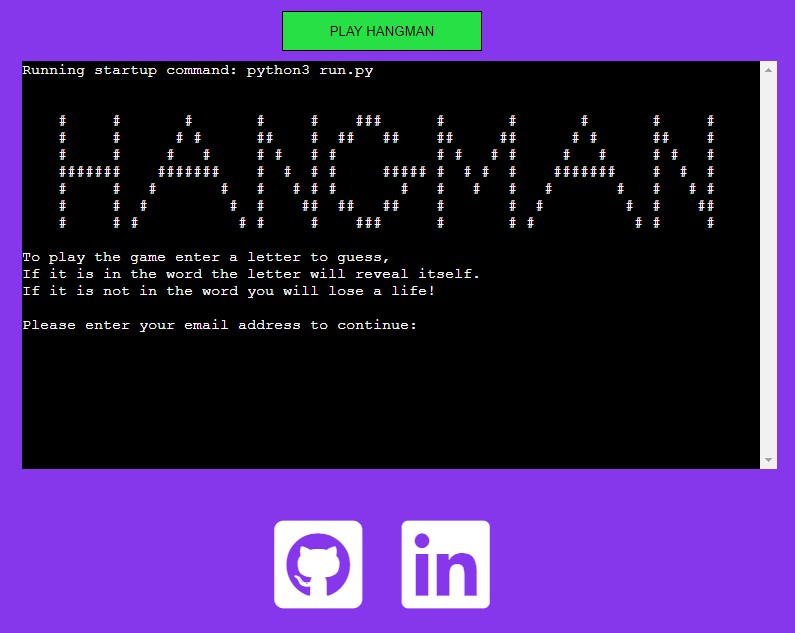 PLAY HANGMAN
Running startup command: python3 run.py
HANGMAN
To play the game enter a letter to guess,
If it is in the word the letter will reveal itself.
If it is not in the word you will lose a life!
Please enter your email address to continue:
in